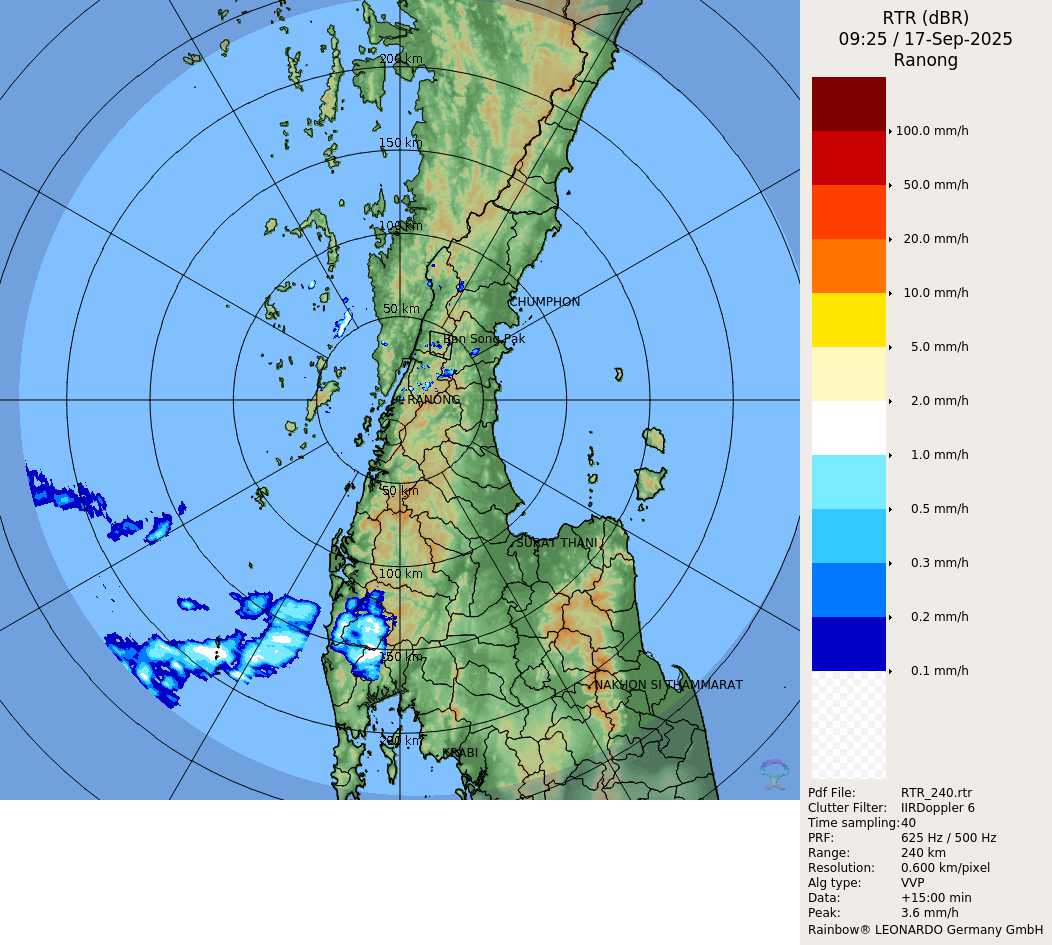 RTR (dBR)
09:25 / 17-Sep-2025
Ranong
100.0 mm/h
50.0 mm/h
20.0 mm/h
10.0 mm/h
5.0 mm/h
2.0 mm/h
1.0 mm/h
0.5 mm/h
0.3 mm/h
0.2 mm/h
0.1 mm/h
200 km
150 km
100 km
50 km
CHUMPHON
Ban Song Pak
RANONG
50 km
SURAT THANI
100 km
150 km
NAKHON SI THAMMARAT
200 km
KRABI
Pdf File: RTR_240.rtr
Clutter Filter: IIRDoppler 6
Time sampling:40
PRF: 625 Hz / 500 Hz
Range: 240 km
Resolution: 0.600 km/pixel
Alg type: VVP
Data: +15:00 min
Peak: 3.6 mm/h
Rainbow® LEONARDO Germany GmbH